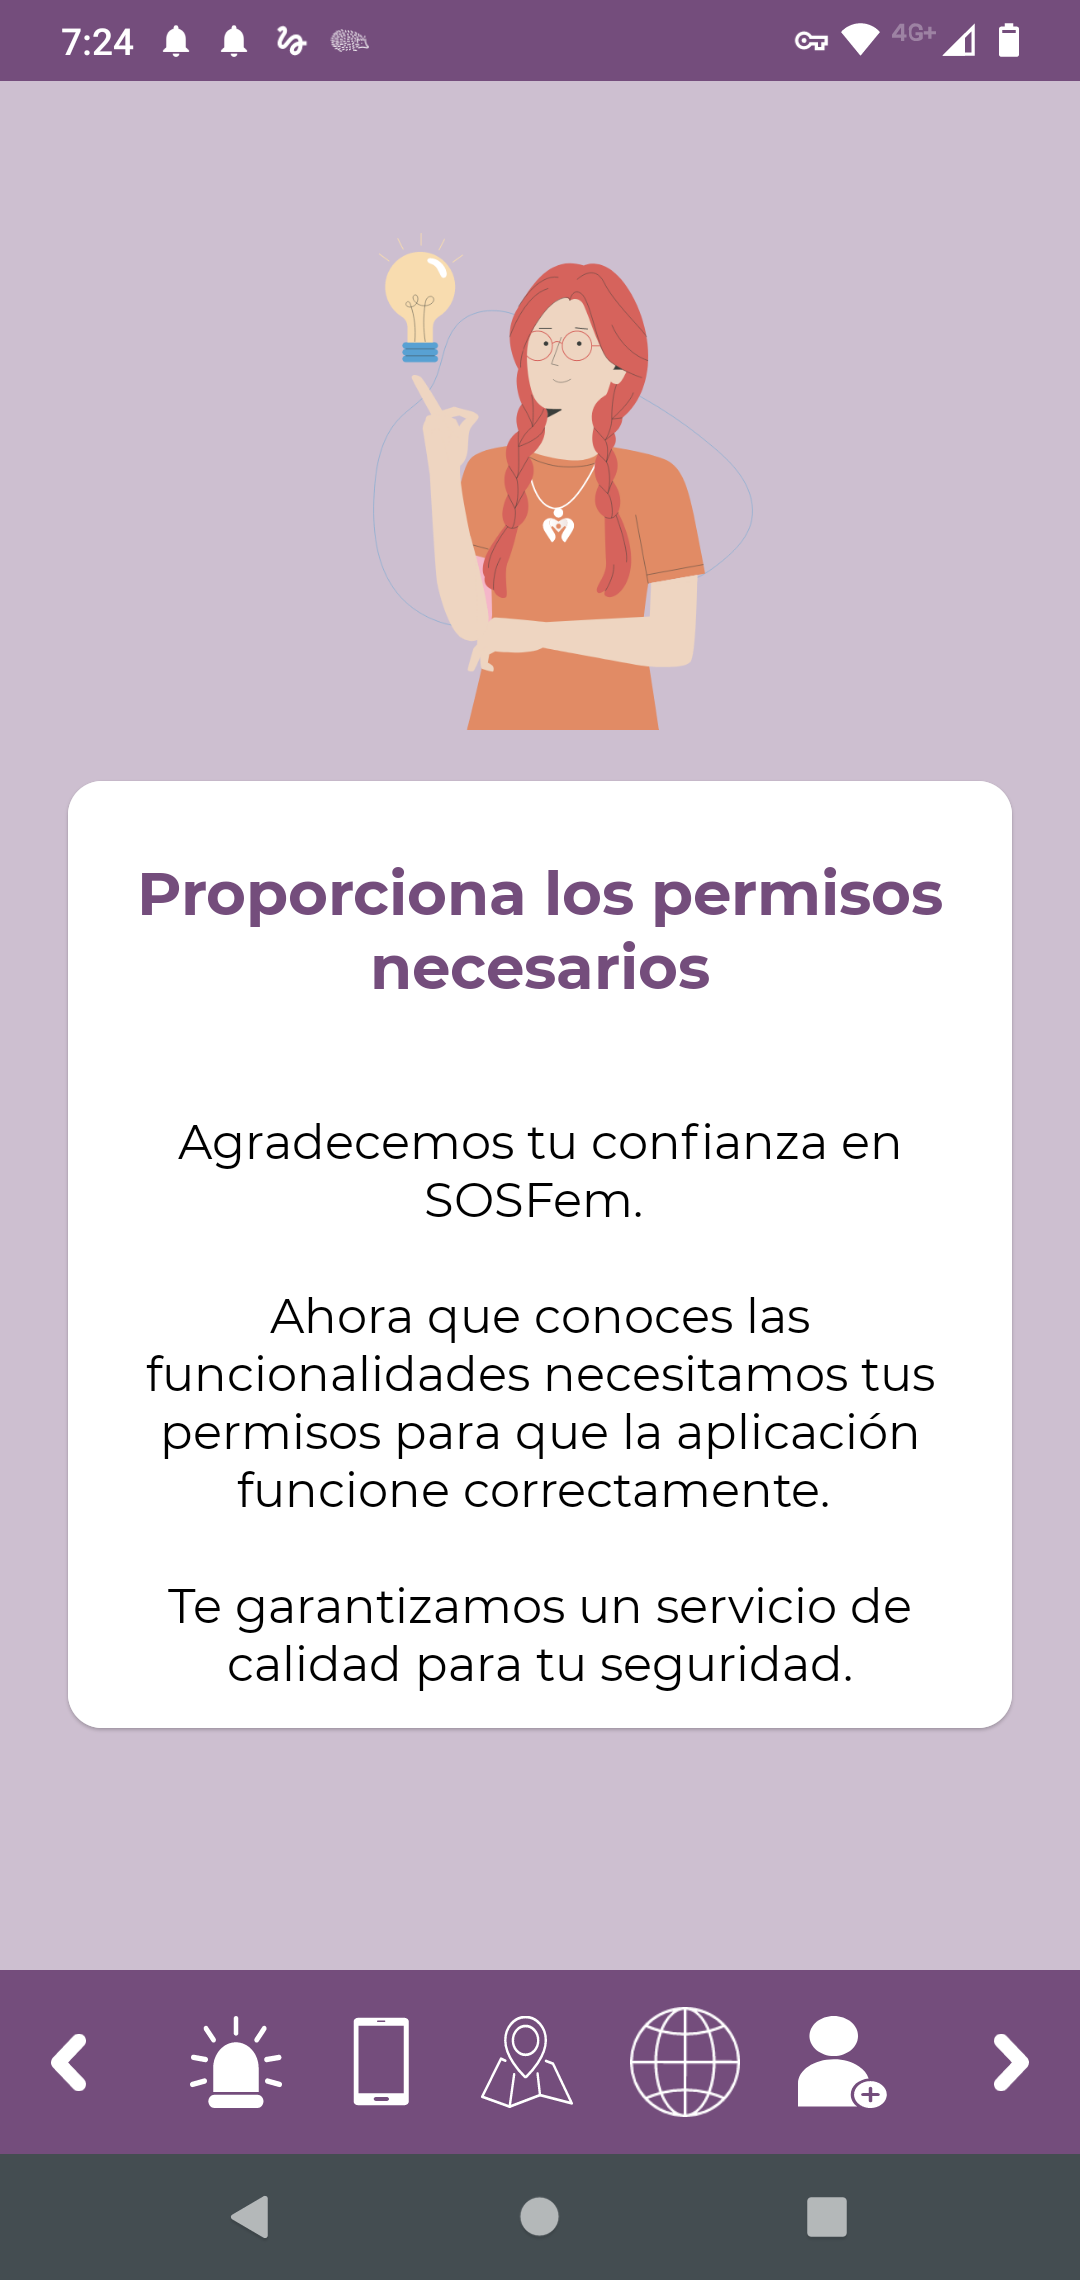 7:24
4G+
Proporciona los permisos
necesarios
Agradecemos tu confianza en
SOSFem.
Ahora que conoces las
funcionalidades necesitamos tus
permisos para que la aplicación
funcione correctamente.
Te garantizamos un servicio de
calidad para tu seguridad.